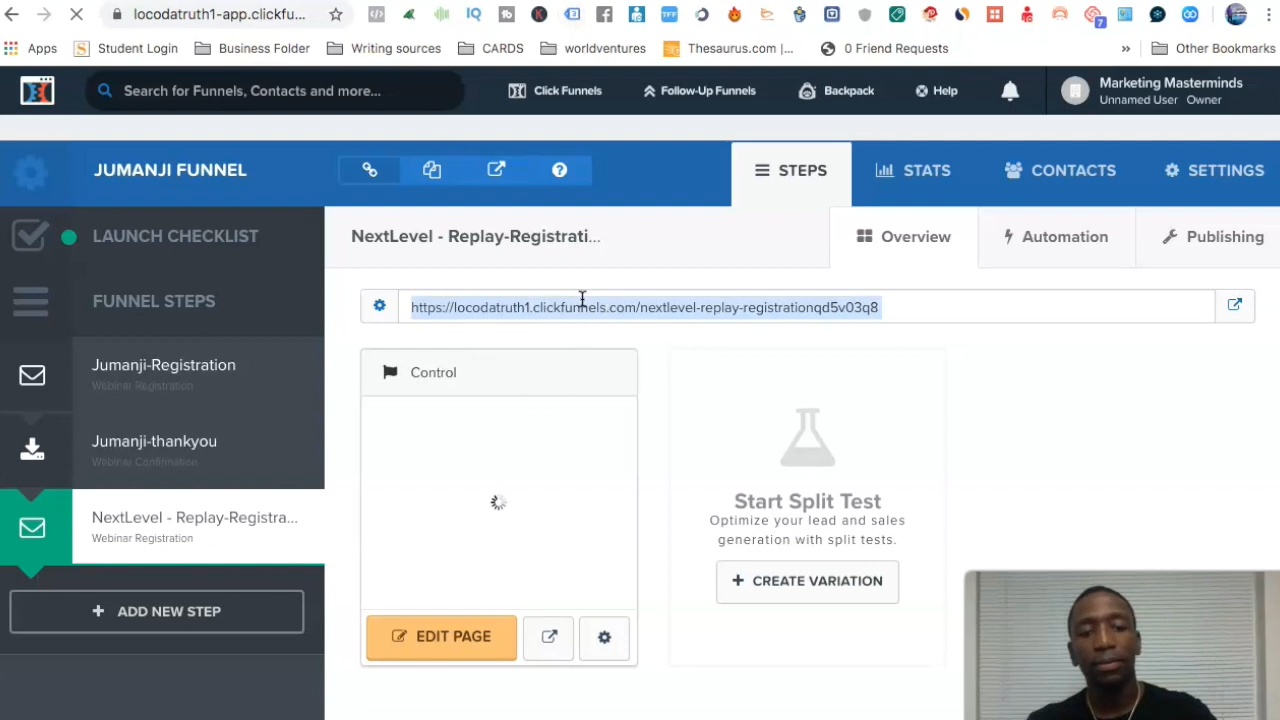 locodatruth1-app.clickfu...
Apps
Student Login
Business Folder
Writing sources
CARDS
worldventures
Thesaurus.com |...
0 Friend Requests
»
Other Bookmarks
Search for Funnels, Contacts and more...
Click Funnels
Follow-Up Funnels
Backpack
Help
Marketing Masterminds
Unnamed User Owner
JUMANJI FUNNEL
STEPS
STATS
CONTACTS
SETTINGS
LAUNCH CHECKLIST
NextLevel - Replay-Registrati...
Overview
Automation
Publishing
FUNNEL STEPS
https://locodatruth1.clickfunnels.com/nextlevel-replay-registrationqd5v03q8
Jumanji-Registration
Webinar Registration
Control
Jumanji-thankyou
Webinar Confirmation
NextLevel - Replay-Registra...
Webinar Registration
Start Split Test
Optimize your lead and sales
generation with split tests.
+ CREATE VARIATION
+ ADD NEW STEP
EDIT PAGE